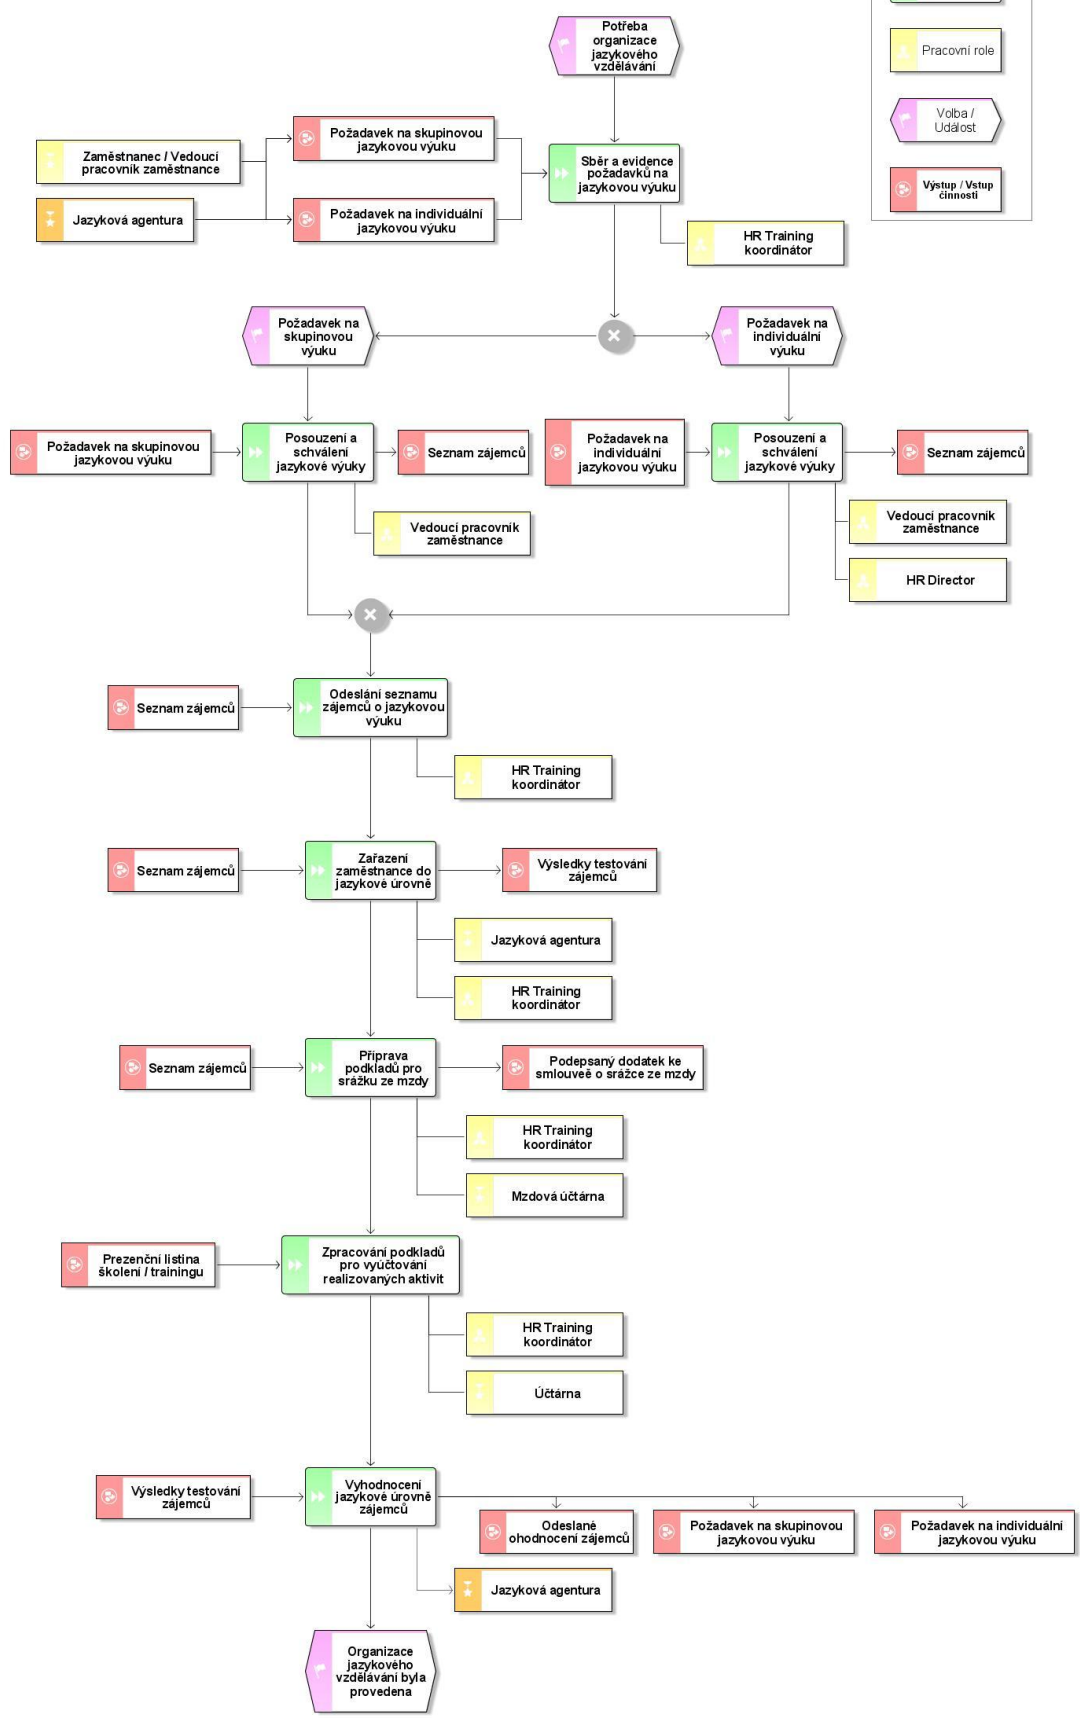 Potřeba
organizace
jazykového
vzdělávání
Pracovní role
Volba /
Událost
Výstup / Vstup
činnosti
Zaměstnanec / Vedoucí
pracovník zaměstnance
Jazyková agentura
Požadavek na skupinovou
jazykovou výuku
Požadavek na individuální
jazykovou výuku
Sběr a evidence
požadavků na
jazykovou výuku
HR Training
koordinátor
Požadavek na
skupinovou
výuku
Požadavek na
individuální
výuku
Požadavek na skupinovou
jazykovou výuku
Posouzení a
schválení
jazykové výuky
Seznam zájemců
Požadavek na
individuální
jazykovou výuku
Posouzení a
schválení
jazykové výuky
Seznam zájemců
Vedoucí pracovník
zaměstnance
Vedoucí pracovník
zaměstnance
HR Director
Seznam zájemců
Odeslání seznamu
zájemců o jazykovou
výuku
HR Training
koordinátor
Seznam zájemců
Zařazení
zaměstnance do
jazykové úrovně
Výsledky testování
zájemců
Jazyková agentura
HR Training
koordinátor
Seznam zájemců
Příprava
podkladů pro
srážku ze mzdy
Podepsaný dodatek ke
smlouveě o srážce ze mzdy
HR Training
koordinátor
Mzdová účtárna
Prezenční listina
školení / trainingu
Zpracování podkladů
pro vyúčtování
realizovaných aktivit
HR Training
koordinátor
Účtárna
Výsledky testování
zájemců
Vyhodnocení
jazykové úrovně
zájemců
Odeslané
ohodnocení zájemců
Požadavek na skupinovou
jazykovou výuku
Požadavek na individuální
jazykovou výuku
Jazyková agentura
Organizace
jazykového
vzdělávání byla
provedena